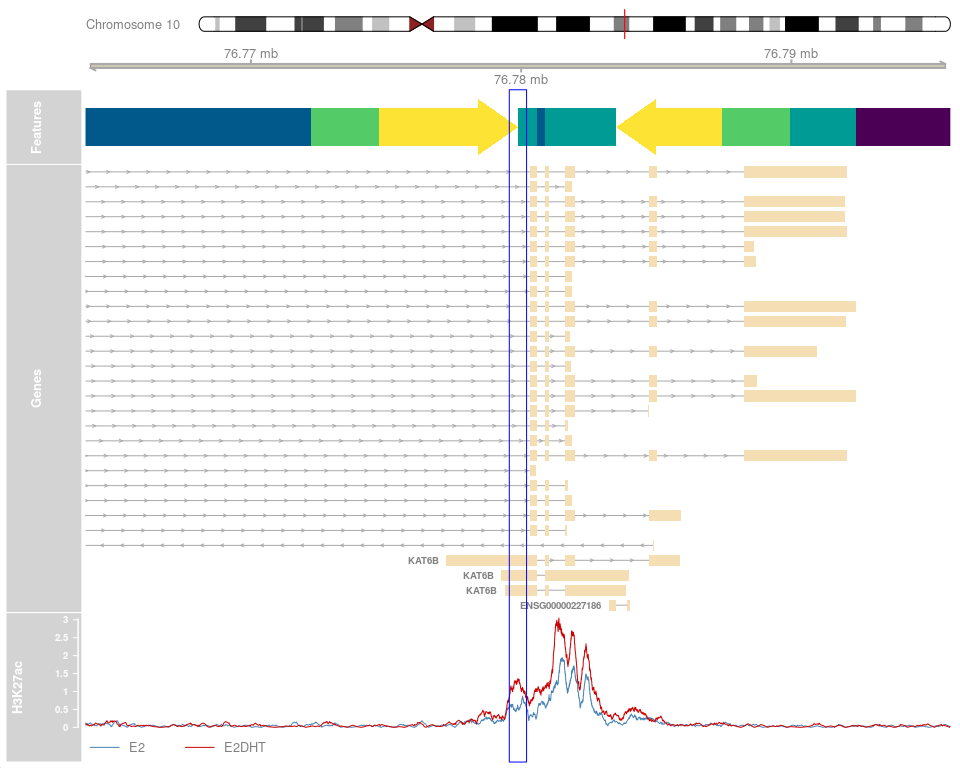 Chromosome 10
76.77 mb
76.79 mb
76.78 mb
Features
Genes
KAT6B
KAT6B
KAT6B
ENSG00000227186
H3K27ac
3
2.5
2
1.5
1
0.5
0
E2
E2DHT